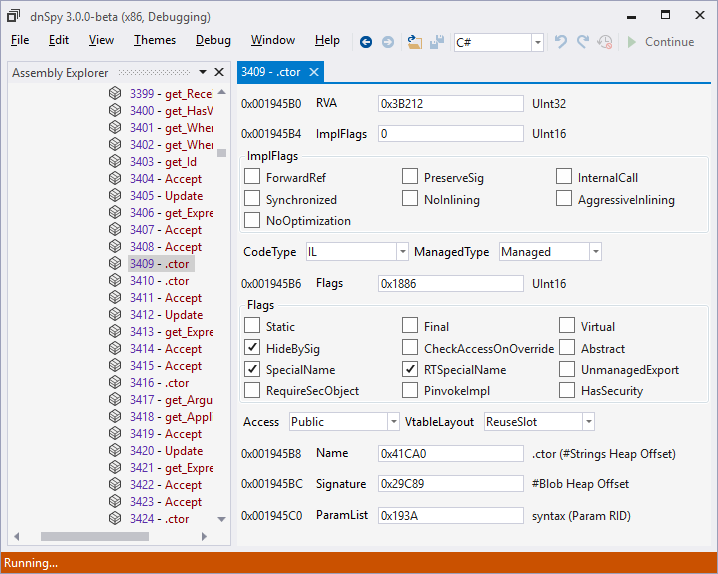 dnSpy 3.0.0-beta (x86, Debugging)
File Edit View Themes Debug Window Help C# Continue
Assembly Explorer
3399 - get_Rece
3400 - get_HasV
3401 - get_Wher
3402 - get_Wher
3403 - get_Id
3404 - Accept
3405 - Update
3406 - get_Expre
3407 - Accept
3408 - Accept
3409 - .ctor
3410 - .ctor
3411 - Accept
3412 - Update
3413 - get_Expre
3414 - Accept
3415 - Accept
3416 - .ctor
3417 - get_Argu
3418 - get_Appl
3419 - Accept
3420 - Update
3421 - get_Expre
3422 - Accept
3423 - Accept
3424 - .ctor
3409 - .ctor
0x001945B0 RVA 0x3B212 UInt32
0x001945B4 ImplFlags 0 UInt16
ImplFlags
ForwardRef PreserveSig InternalCall
Synchronized NoInlining AggressiveInlining
NoOptimization
CodeType IL ManagedType Managed
0x001945B6 Flags 0x1886 UInt16
Flags
Static Final Virtual
HideBySig CheckAccessOnOverride Abstract
SpecialName RTSpecialName UnmanagedExport
RequireSecObject PinvokeImpl HasSecurity
Access Public VtableLayout ReuseSlot
0x001945B8 Name 0x41CA0 .ctor (#Strings Heap Offset)
0x001945BC Signature 0x29C89 #Blob Heap Offset
0x001945C0 ParamList 0x193A syntax (Param RID)
Running...